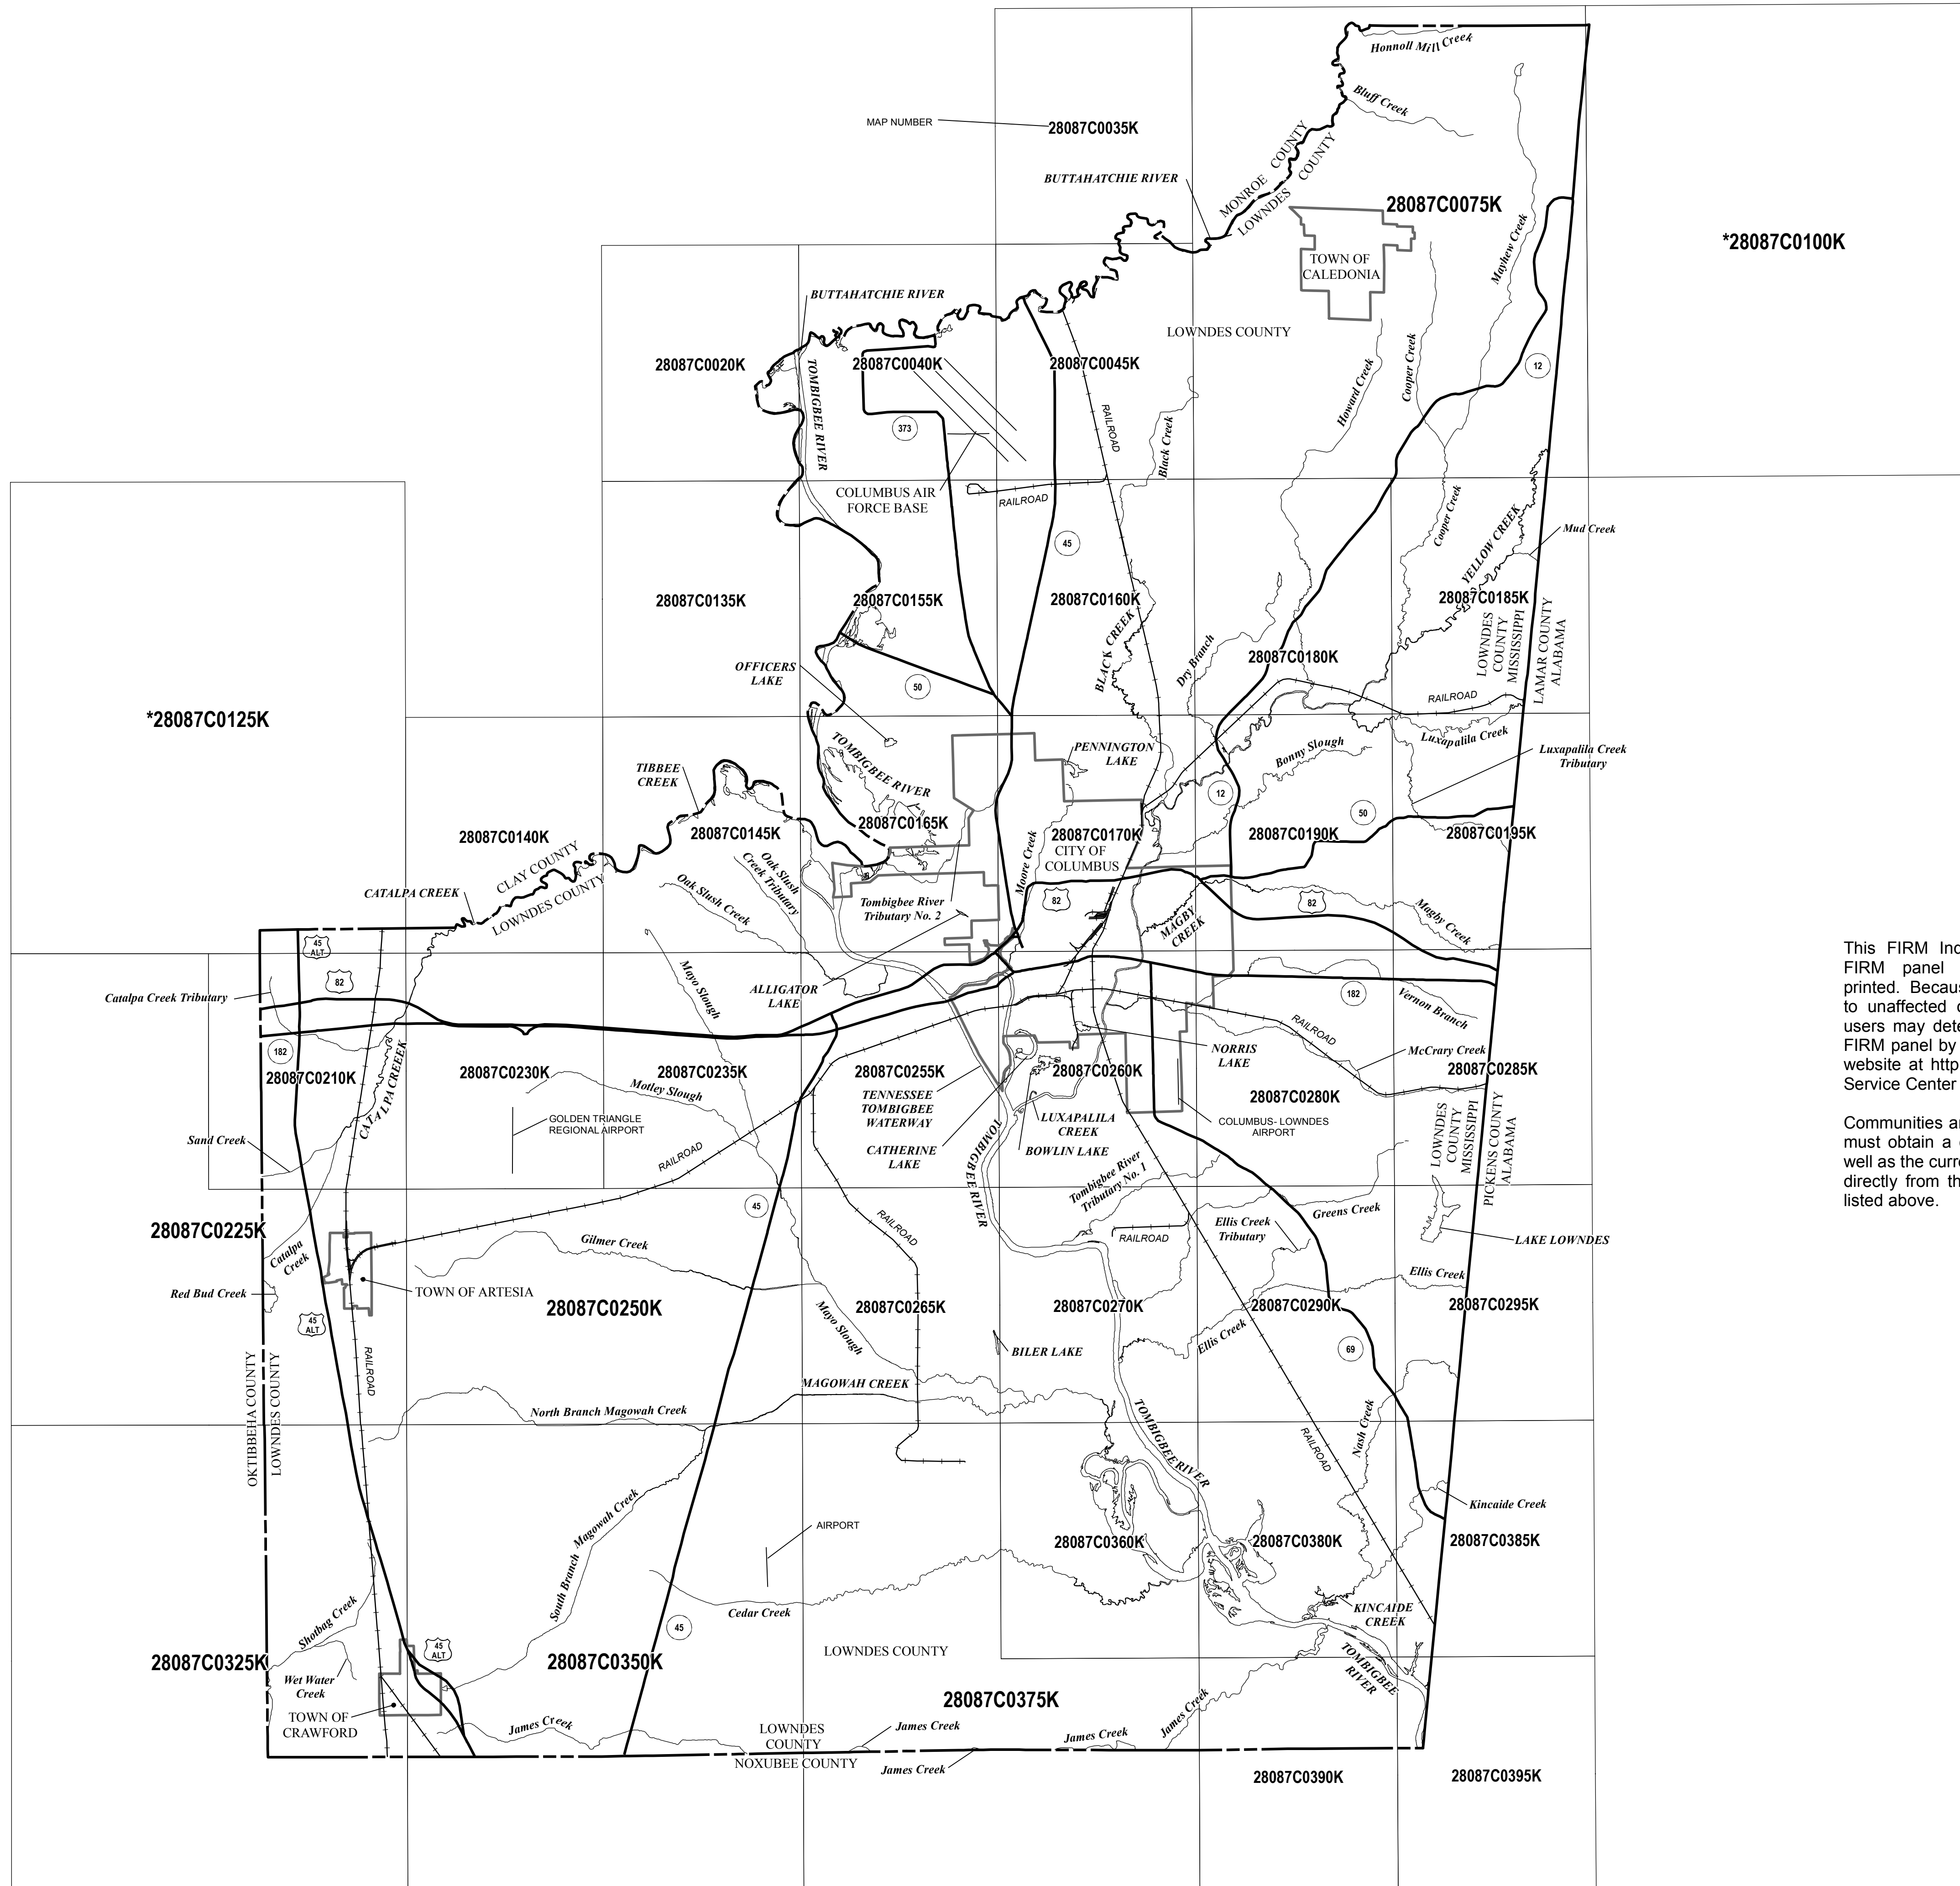 Honnoll Mill Creek
Bluff Creek
MAP NUMBER
28087C0035K
MONROE COUNTY
LOWNDES COUNTY
BUTTAHATCHIE RIVER
28087C0075K
*28087C0100K
TOWN OF
CALEDONIA
Mayhew Creek
BUTTAHATCHIE RIVER
LOWNDES COUNTY
28087C0020K
28087C0040K
28087C0045K
TOMBIGBEE RIVER
373
RAILROAD
Black Creek
Howard Creek
Cooper Creek
12
COLUMBUS AIR
FORCE BASE
RAILROAD
45
Cooper Creek
YELLOW CREEK
Mud Creek
28087C0135K
28087C0155K
28087C0160K
28087C0185K
BLACK CREEK
Dry Branch
28087C0180K
LOWNDES
COUNTY
MISSISSIPPI
LAMAR COUNTY
ALABAMA
OFFICERS
LAKE
50
RAILROAD
*28087C0125K
TOMBIGBEE RIVER
PENNINGTON
LAKE
Bonny Slough
Luxapalila Creek
Luxapalila Creek
Tributary
TIBBEE
CREEK
12
50
28087C0140K
28087C0145K
28087C0165K
28087C0170K
28087C0190K
28087C0195K
CITY OF
COLUMBUS
CLAY COUNTY
LOWNDES COUNTY
CATALPA CREEK
Oak Slush
Creek Tributary
Oak Slush Creek
Moore Creek
Tombigbee River
Tributary No. 2
82
82
MAGBY
CREEK
Magby Creek
45
ALT
82
Mayo Slough
ALLIGATOR
LAKE
Catalpa Creek Tributary
182
Vernon Branch
RAILROAD
182
CATALPA CREEEK
28087C0210K
28087C0230K
28087C0235K
28087C0255K
28087C0260K
28087C0280K
28087C0285K
NORRIS
LAKE
McCrary Creek
Motley Slough
GOLDEN TRIANGLE
REGIONAL AIRPORT
TENNESSEE
TOMBIGBEE
WATERWAY
LUXAPALILA
CREEK
COLUMBUS- LOWNDES
AIRPORT
Sand Creek
RAILROAD
CATHERINE
LAKE
BOWLIN LAKE
TOMBIGBEE RIVER
Tombigbee River
Tributary No. 1
LOWNDES
COUNTY
MISSISSIPPI
PICKENS COUNTY
ALABAMA
28087C0225K
45
Catalpa
Creek
Gilmer Creek
RAILROAD
RAILROAD
Ellis Creek
Tributary
Greens Creek
LAKE LOWNDES
Red Bud Creek
TOWN OF ARTESIA
Ellis Creek
28087C0250K
28087C0265K
28087C0270K
28087C0290K
28087C0295K
45
ALT
Mayo Slough
BILER LAKE
Ellis Creek
69
RAILROAD
OKTIBBEHA COUNTY
LOWNDES COUNTY
MAGOWAH CREEK
North Branch Magowah Creek
TOMBIGBEE RIVER
RAILROAD
Nash Creek
South Branch Magowah Creek
AIRPORT
Kincaide Creek
28087C0360K
28087C0380K
28087C0385K
Shotbag Creek
Cedar Creek
KINCAIDE
CREEK
45
45
ALT
LOWNDES COUNTY
28087C0325K
28087C0350K
TOMBIGBEE
RIVER
Wet Water
Creek
28087C0375K
TOWN OF
CRAWFORD
James Creek
LOWNDES
COUNTY
NOXUBEE COUNTY
James Creek
James Creek
James Creek
James Creek
28087C0390K
28087C0395K
This FIRM Ind
FIRM panel
printed. Becaus
to unaffected c
users may dete
FIRM panel by
website at http
Service Center
Communities an
must obtain a c
well as the curre
directly from th
listed above.